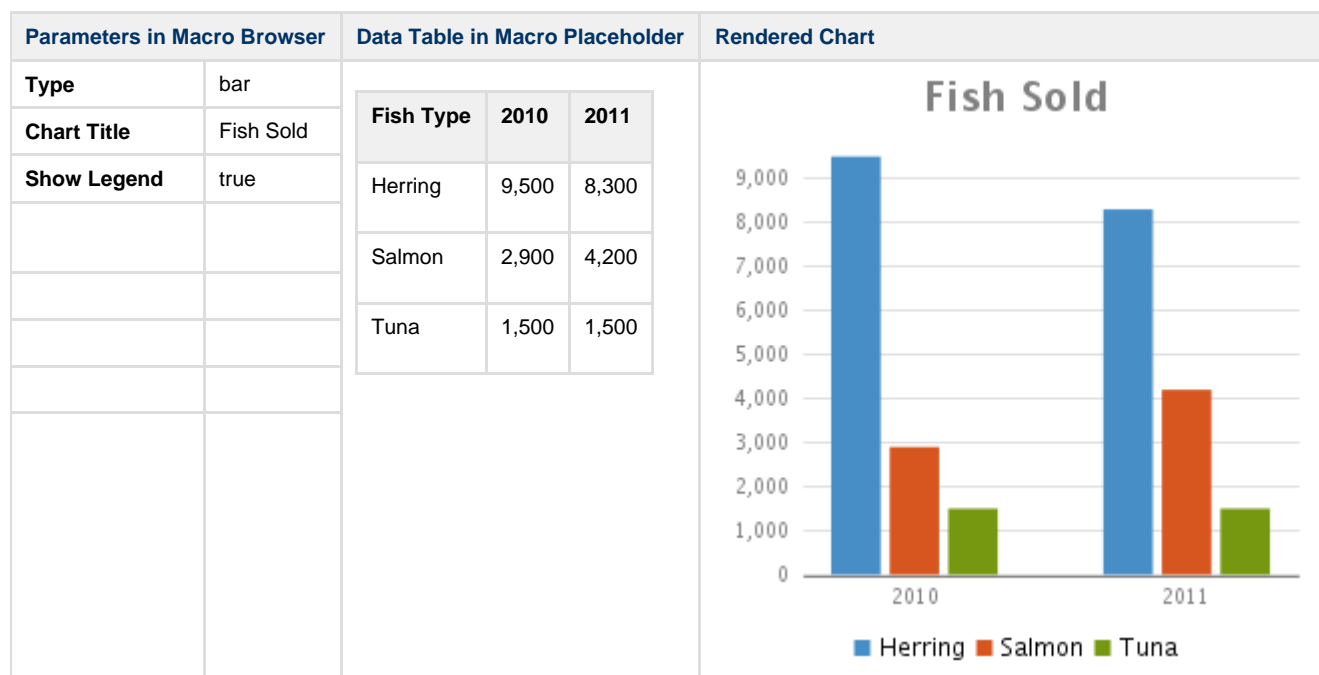 Parameters in Macro Browser
Data Table in Macro Placeholder
Rendered Chart
Type bar
Chart Title Fish Sold
Show Legend true
Fish Type 2010 2011
Herring 9,500 8,300
Salmon 2,900 4,200
Tuna 1,500 1,500
Fish Sold
9,000
8,000
7,000
6,000
5,000
4,000
3,000
2,000
1,000
0
2010 2011
Herring Salmon Tuna